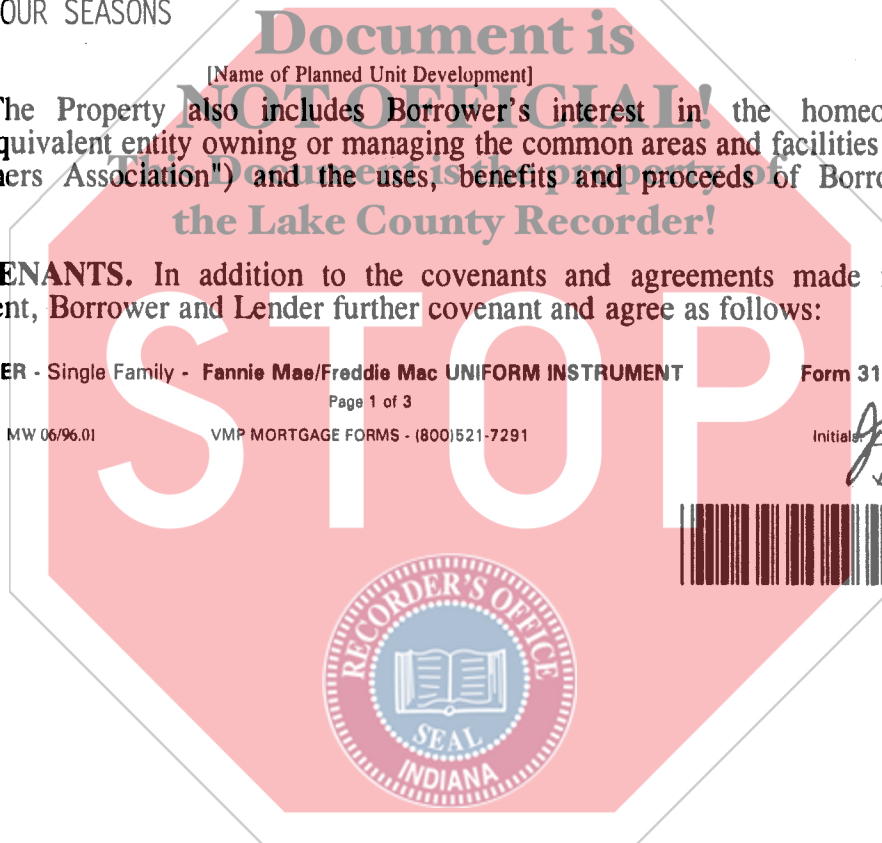 OUR SEASONS
Document is
[Name of Planned Unit Development]
NOT OFFICIAL!
he Property also includes Borrower's interest in the homeo
quivalent entity owning or managing the common areas and facilities
This Document is the property of
ers Association") and the uses, benefits and proceeds of Borro
the Lake County Recorder!
ENANTS. In addition to the covenants and agreements made
nt, Borrower and Lender further covenant and agree as follows:
STOP
ER - Single Family - Fannie Mae/Freddie Mac UNIFORM INSTRUMENT Form 31
Page 1 of 3
MW 06/96.01 VMP MORTGAGE FORMS - (800)521-7291 Initials:
RECORDER'S OFFICE
SEAL
INDIANA